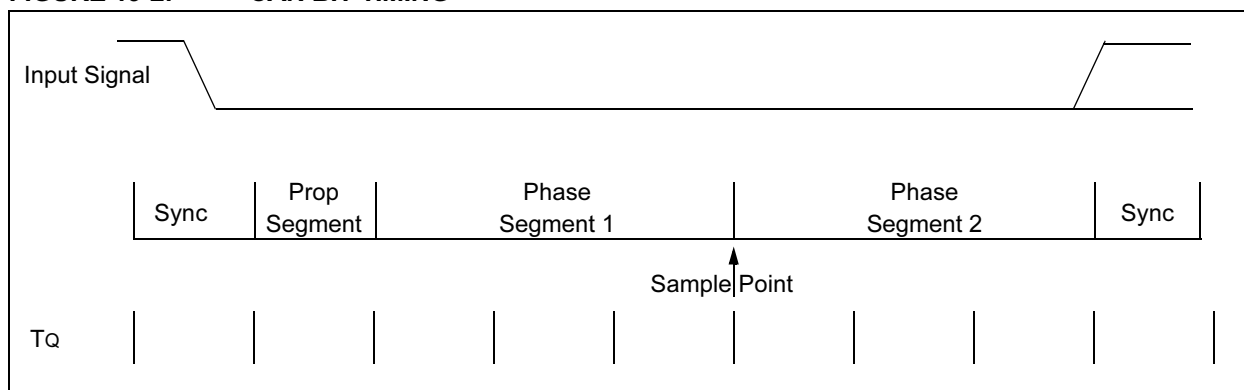 Input Signal
Sync
Prop
Segment
Phase
Segment 1
Phase
Segment 2
Sync
Sample Point
TQ